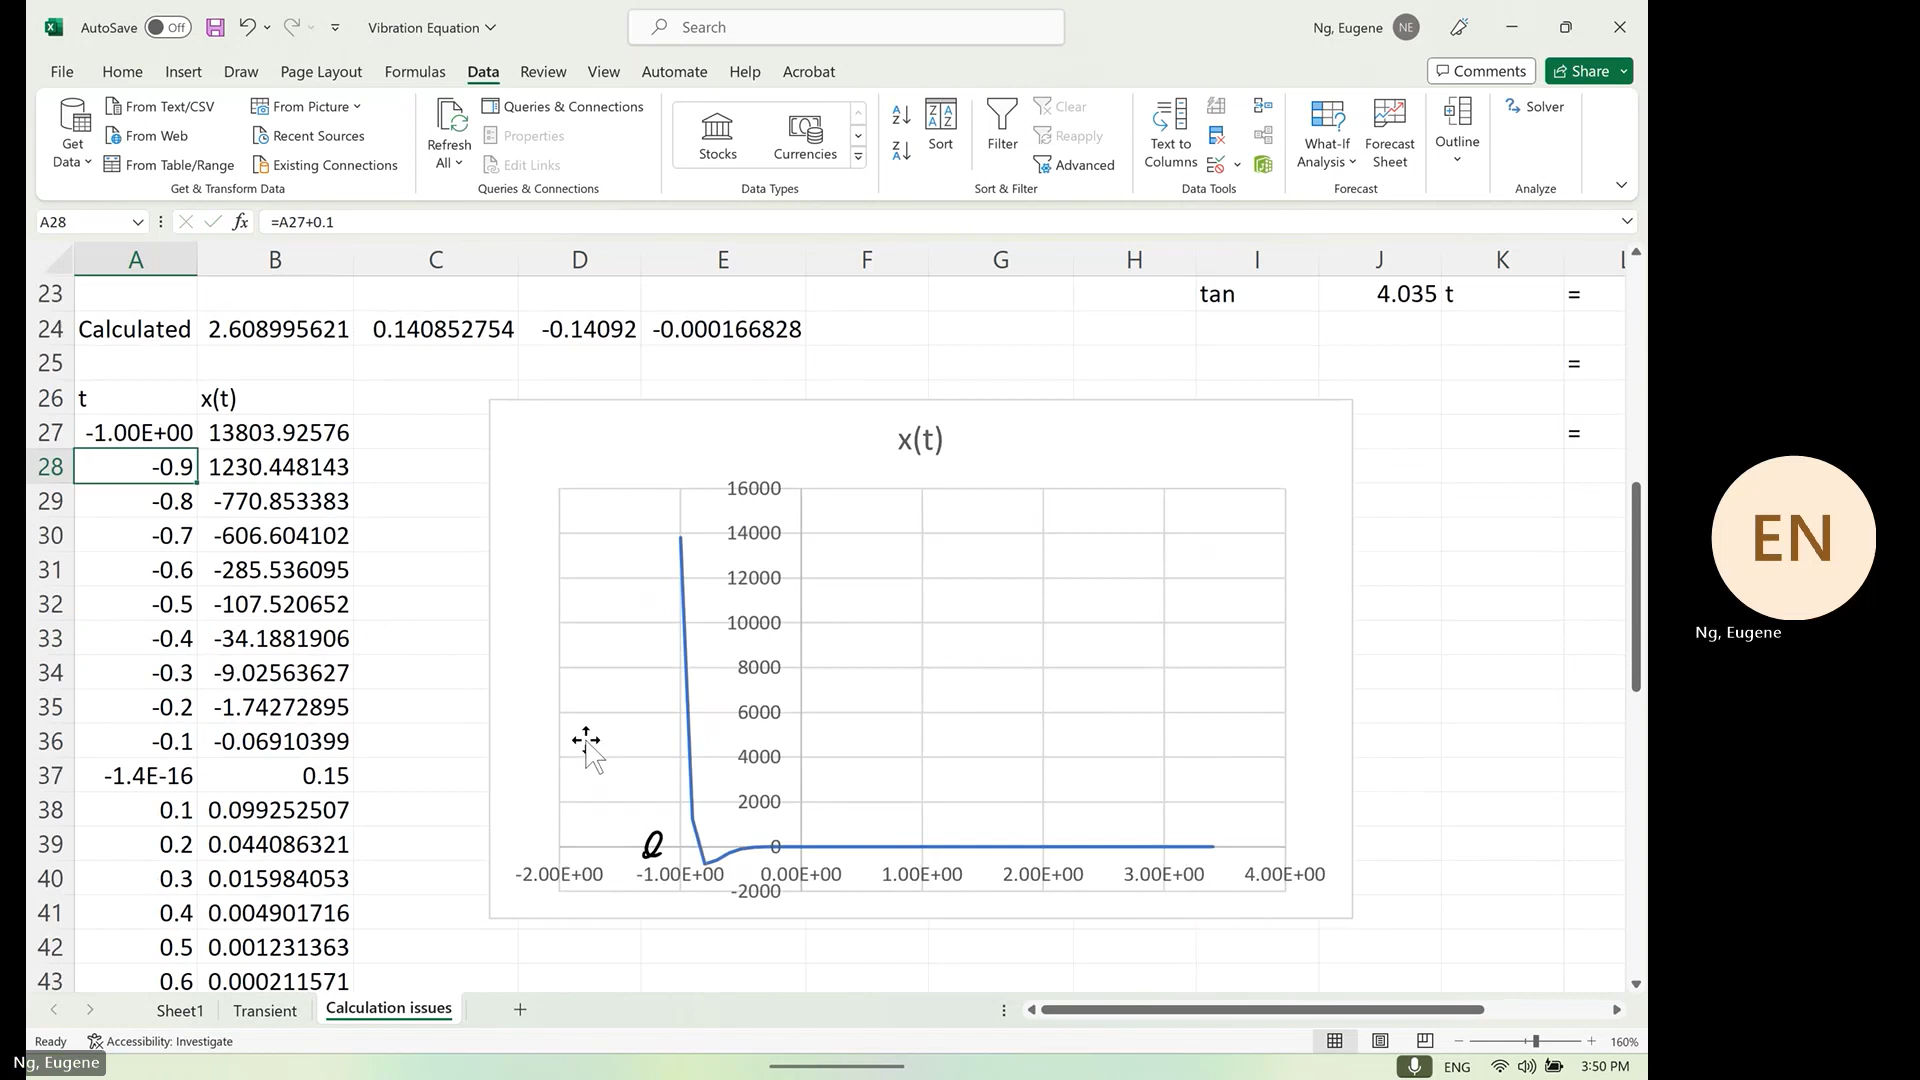 AutoSave Off Vibration Equation Search Ng, Eugene NE
File Home Insert Draw Page Layout Formulas Data Review View Automate Help Acrobat Comments Share
Get Data
From Text/CSV
From Web
From Table/Range
From Picture
Recent Sources
Existing Connections
Get & Transform Data
Refresh All
Queries & Connections
Properties
Edit Links
Queries & Connections
Stocks
Currencies
Data Types
Sort
Filter
Clear
Reapply
Advanced
Sort & Filter
Text to Columns
Data Tools
What-If Analysis
Forecast Sheet
Forecast
Outline
Solver
Analyze
A28 fx =A27+0.1
A B C D E F G H I J K L
23 tan 4.035 t =
24 Calculated 2.608995621 0.140852754 -0.14092 -0.000166828
25 =
26 t x(t)
27 -1.00E+00 13803.92576 =
28 -0.9 1230.448143
29 -0.8 -770.853383
30 -0.7 -606.604102
31 -0.6 -285.536095
32 -0.5 -107.520652
33 -0.4 -34.1881906
34 -0.3 -9.02563627
35 -0.2 -1.74272895
36 -0.1 -0.06910399
37 -1.4E-16 0.15
38 0.1 0.099252507
39 0.2 0.044086321
40 0.3 0.015984053
41 0.4 0.004901716
42 0.5 0.001231363
43 0.6 0.000211571
x(t)
16000
14000
12000
10000
8000
6000
4000
2000
0
-2.00E+00 -1.00E+00 0.00E+00 1.00E+00 2.00E+00 3.00E+00 4.00E+00
-2000
Sheet1 Transient Calculation issues
Ready Accessibility: Investigate 160%
Ng, Eugene
ENG 3:50 PM
EN
Ng, Eugene